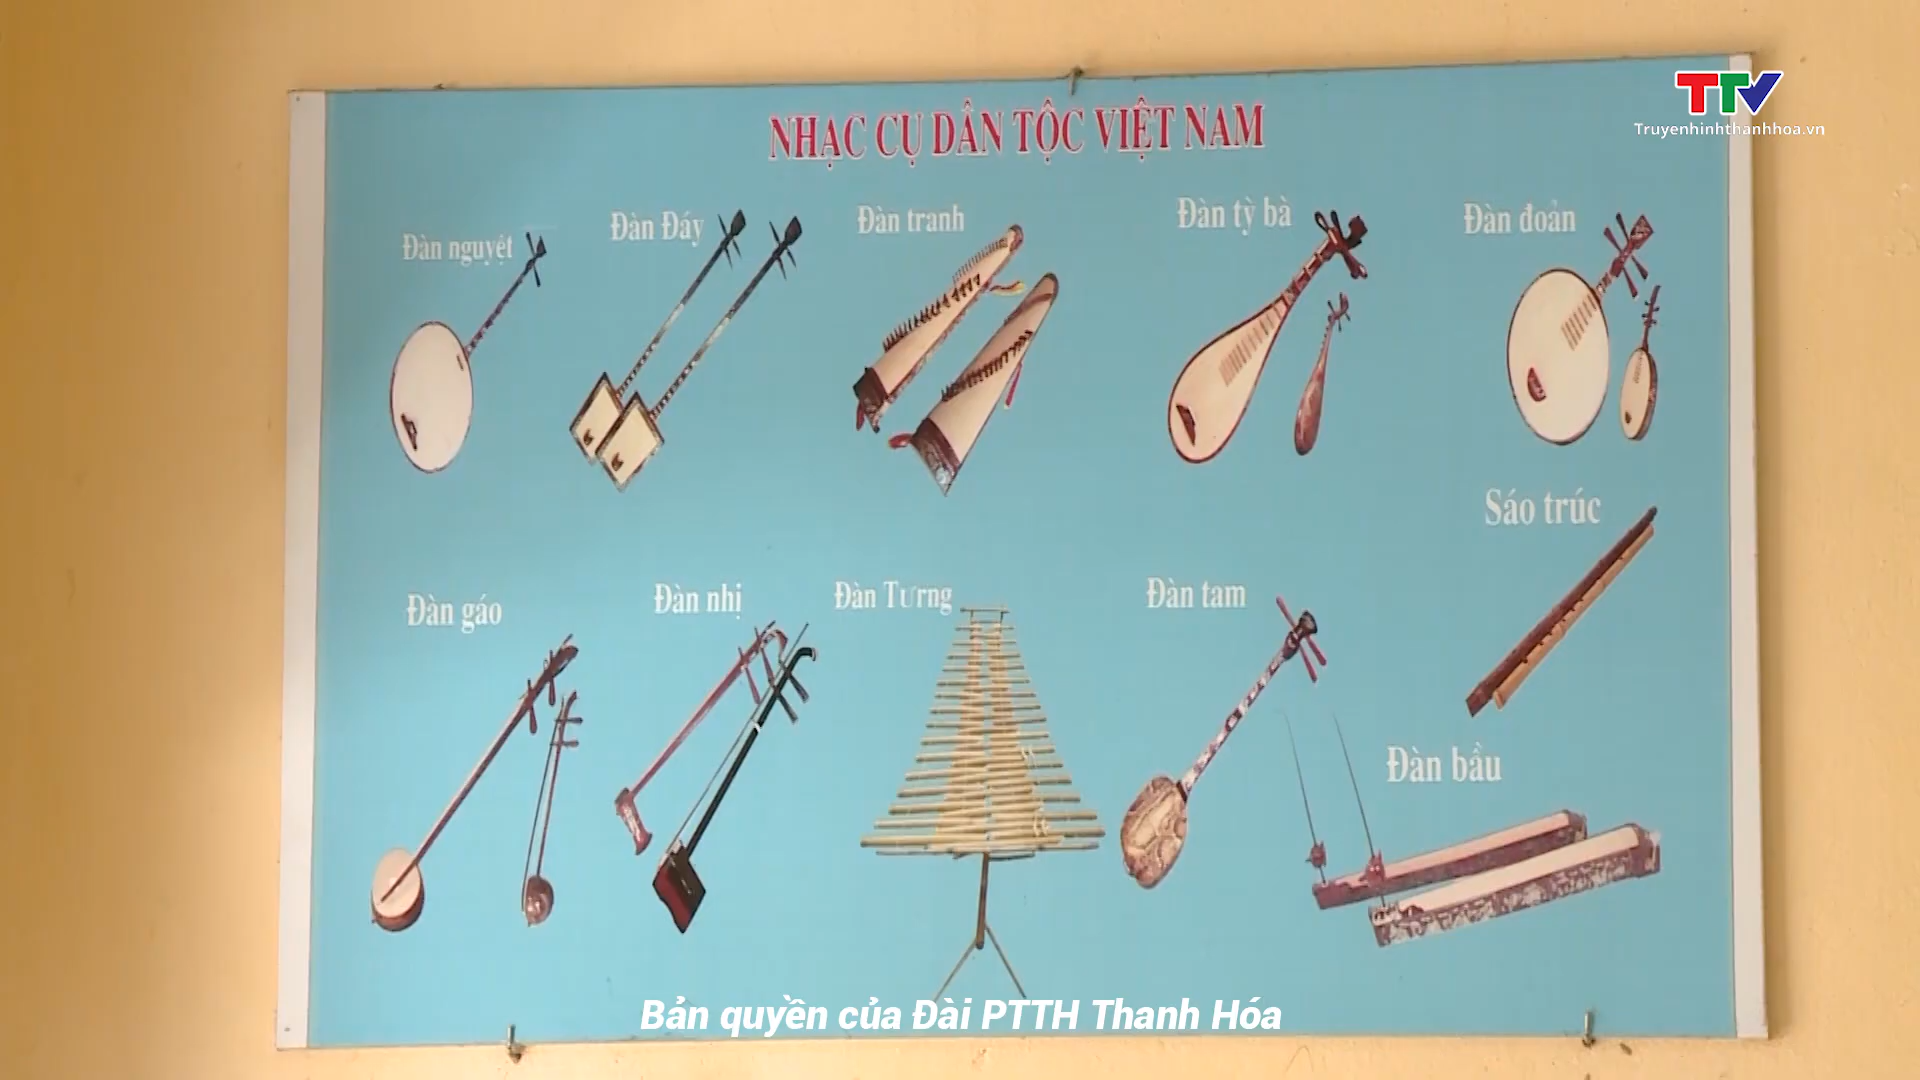 TTV
Truyenhinhthanhhoa.vn
NHẠC CỤ DÂN TỘC VIỆT NAM
Đàn nguyệt
Đàn Đáy
Đàn tranh
Đàn tỳ bà
Đàn đoản
Sáo trúc
Đàn gáo
Đàn nhị
Đàn Tưrng
Đàn tam
Đàn bầu
Bản quyền của Đài PTTH Thanh Hóa